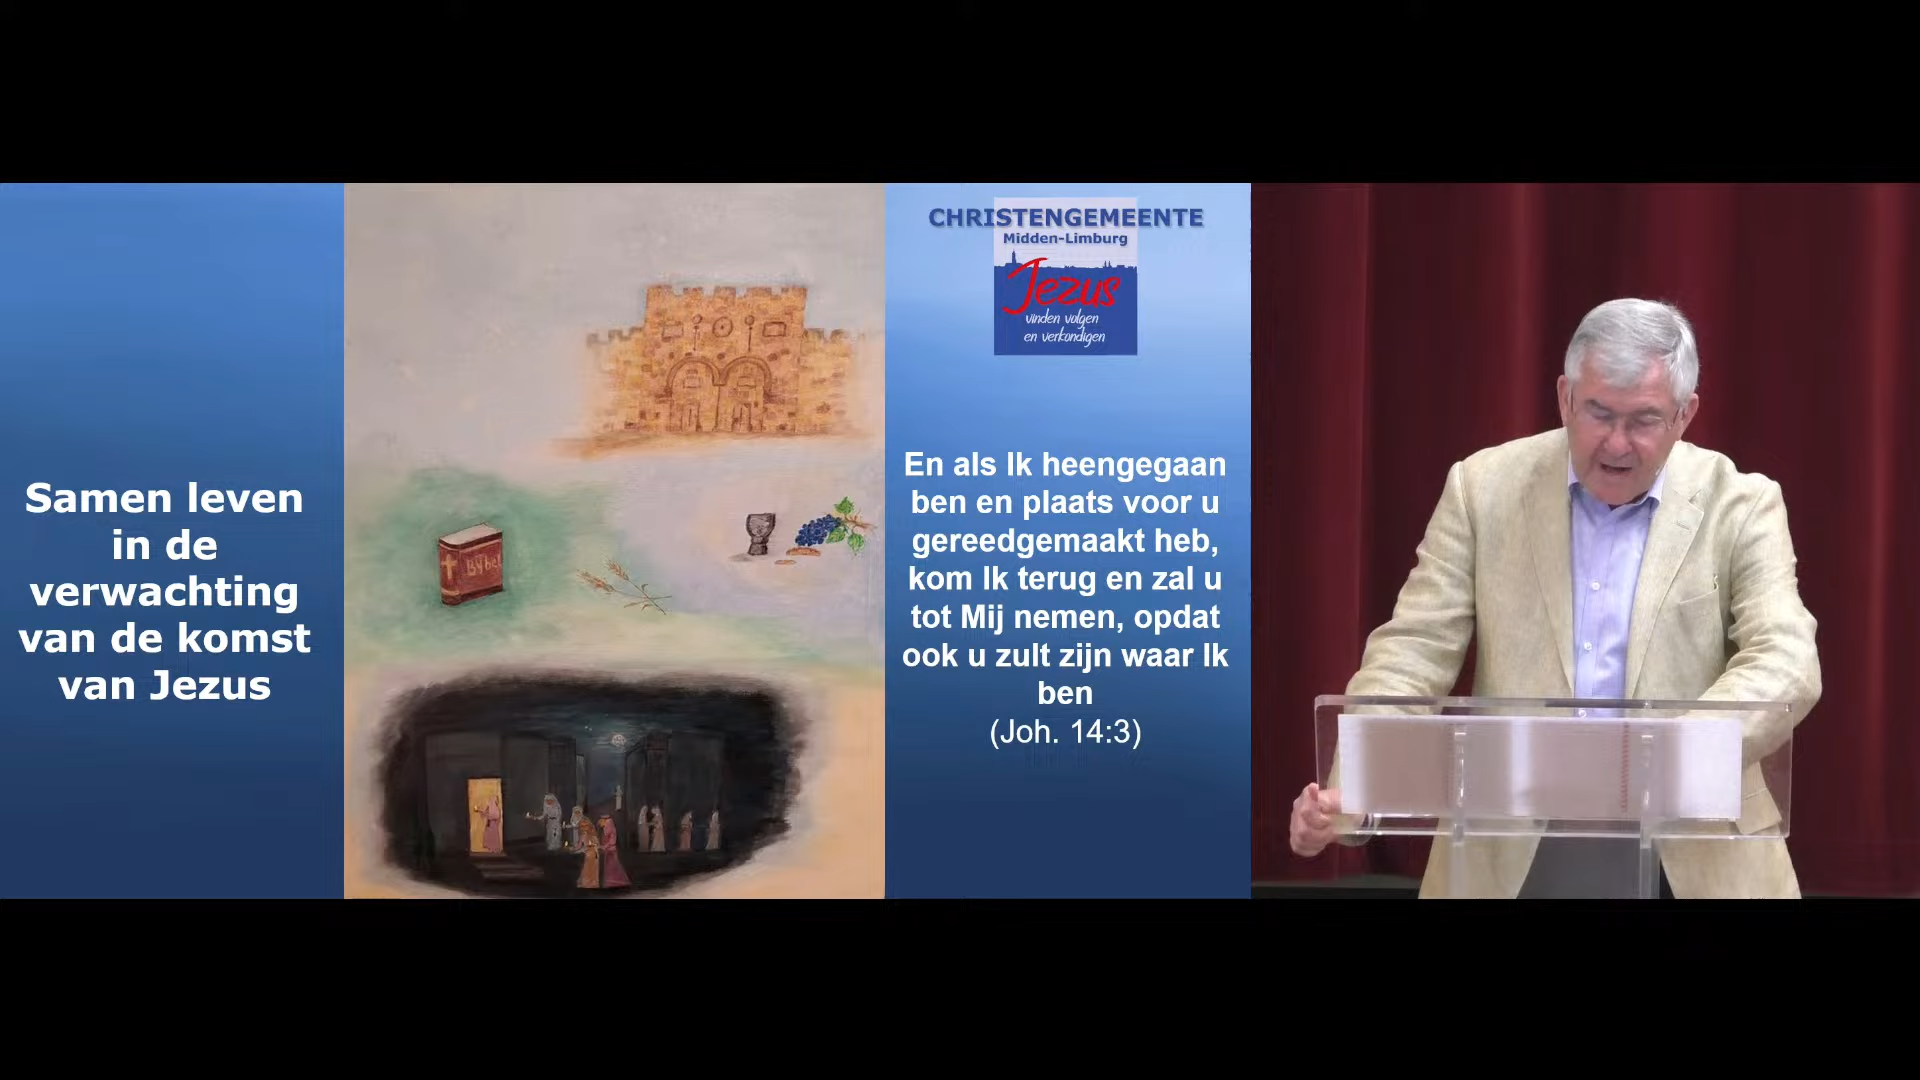 Samen leven
in de
verwachting
van de komst
van Jezus
Bybel
CHRISTENGEMEENTE
Midden-Limburg
Jezus
vinden volgen
en verkondigen
En als Ik heengegaan
ben en plaats voor u
gereedgemaakt heb,
kom Ik terug en zal u
tot Mij nemen, opdat
ook u zult zijn waar Ik
ben
(Joh. 14:3)